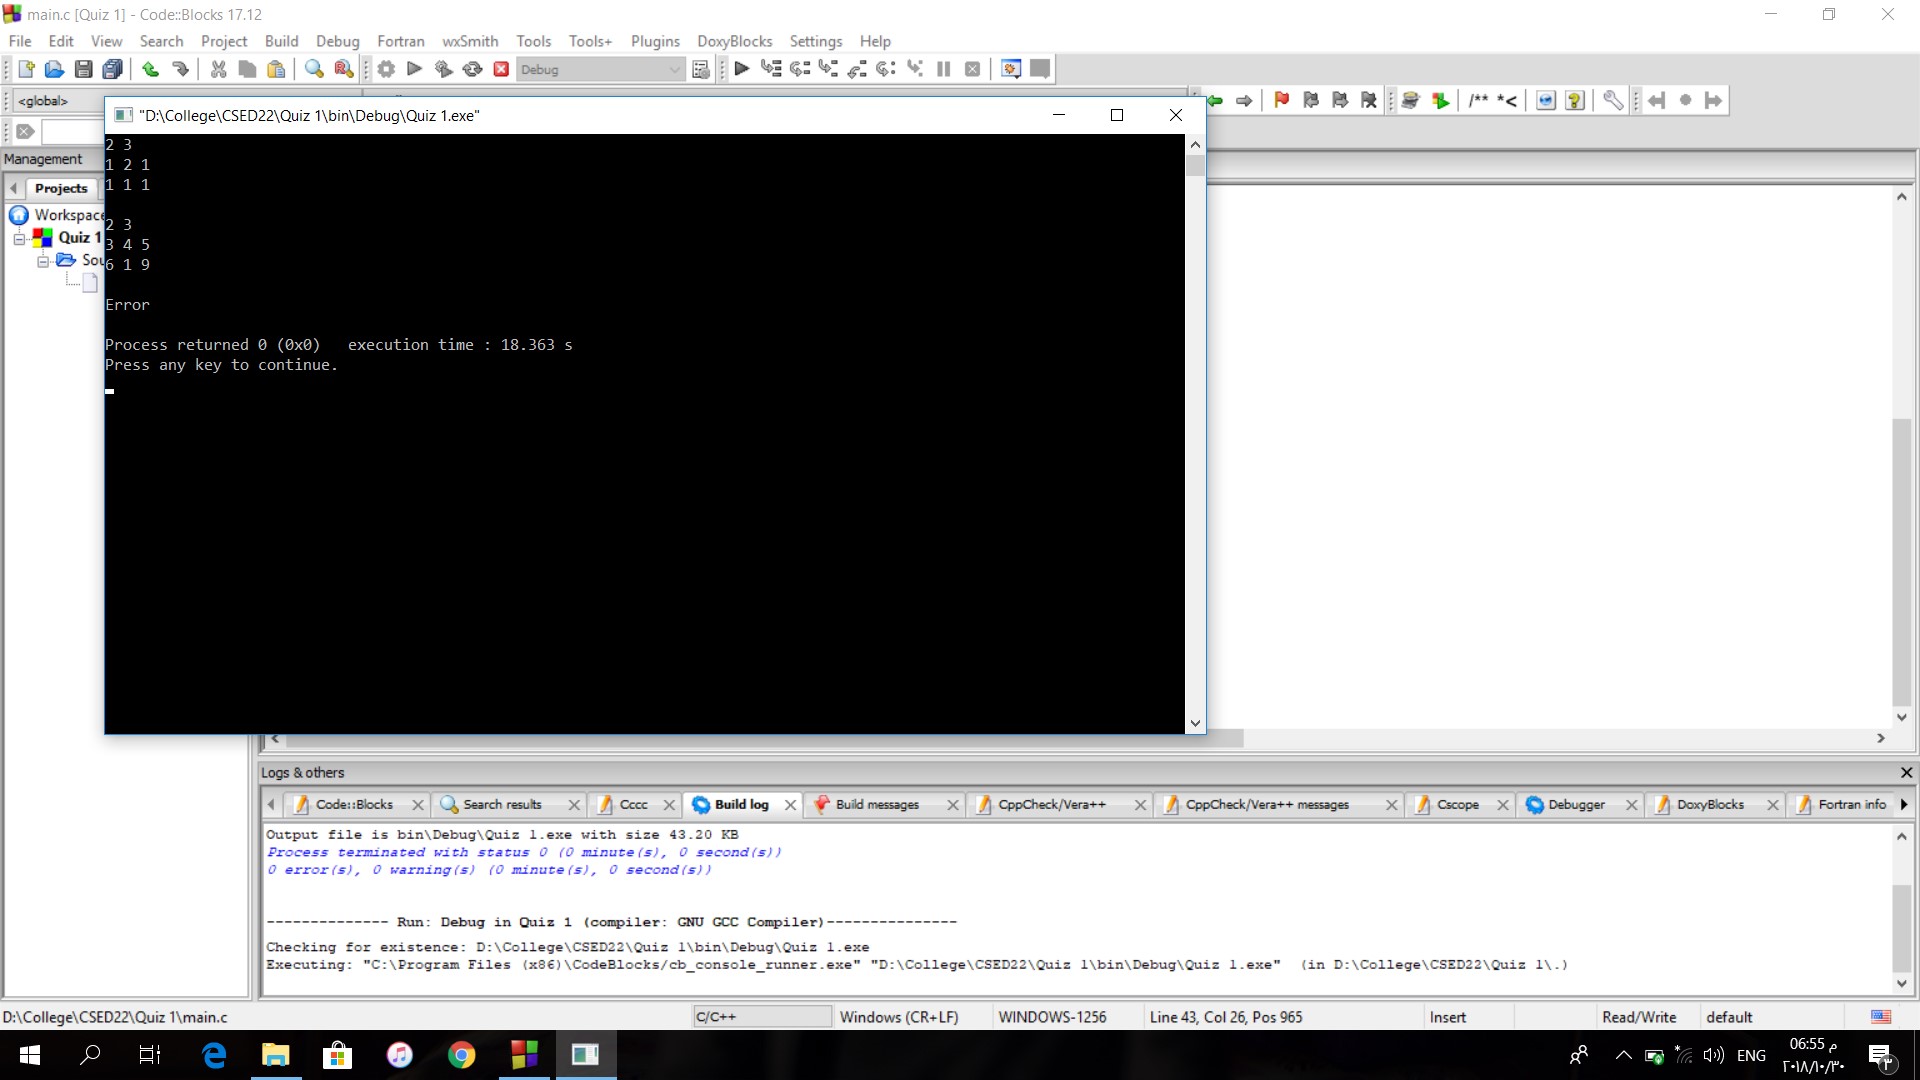 main.c [Quiz 1] - Code::Blocks 17.12
File Edit View Search Project Build Debug Fortran wxSmith Tools Tools+ Plugins DoxyBlocks Settings Help
Debug
<global>
/** *<
"D:\College\CSED22\Quiz 1\bin\Debug\Quiz 1.exe"
Management
Projects
Workspace
Quiz 1
Sou
2 3
1 2 1
1 1 1
2 3
3 4 5
6 1 9
Error
Process returned 0 (0x0)   execution time : 18.363 s
Press any key to continue.
Logs & others
Code::Blocks Search results Cccc Build log Build messages CppCheck/Vera++ CppCheck/Vera++ messages Cscope Debugger DoxyBlocks Fortran info
Output file is bin\Debug\Quiz 1.exe with size 43.20 KB
Process terminated with status 0 (0 minute(s), 0 second(s))
0 error(s), 0 warning(s) (0 minute(s), 0 second(s))
-------------- Run: Debug in Quiz 1 (compiler: GNU GCC Compiler)---------------
Checking for existence: D:\College\CSED22\Quiz 1\bin\Debug\Quiz 1.exe
Executing: "C:\Program Files (x86)\CodeBlocks/cb_console_runner.exe" "D:\College\CSED22\Quiz 1\bin\Debug\Quiz 1.exe"  (in D:\College\CSED22\Quiz 1\.)
D:\College\CSED22\Quiz 1\main.c C/C++ Windows (CR+LF) WINDOWS-1256 Line 43, Col 26, Pos 965 Insert Read/Write default
ENG
06:55 م
٢٠١٨/١٠/٣٠
٣